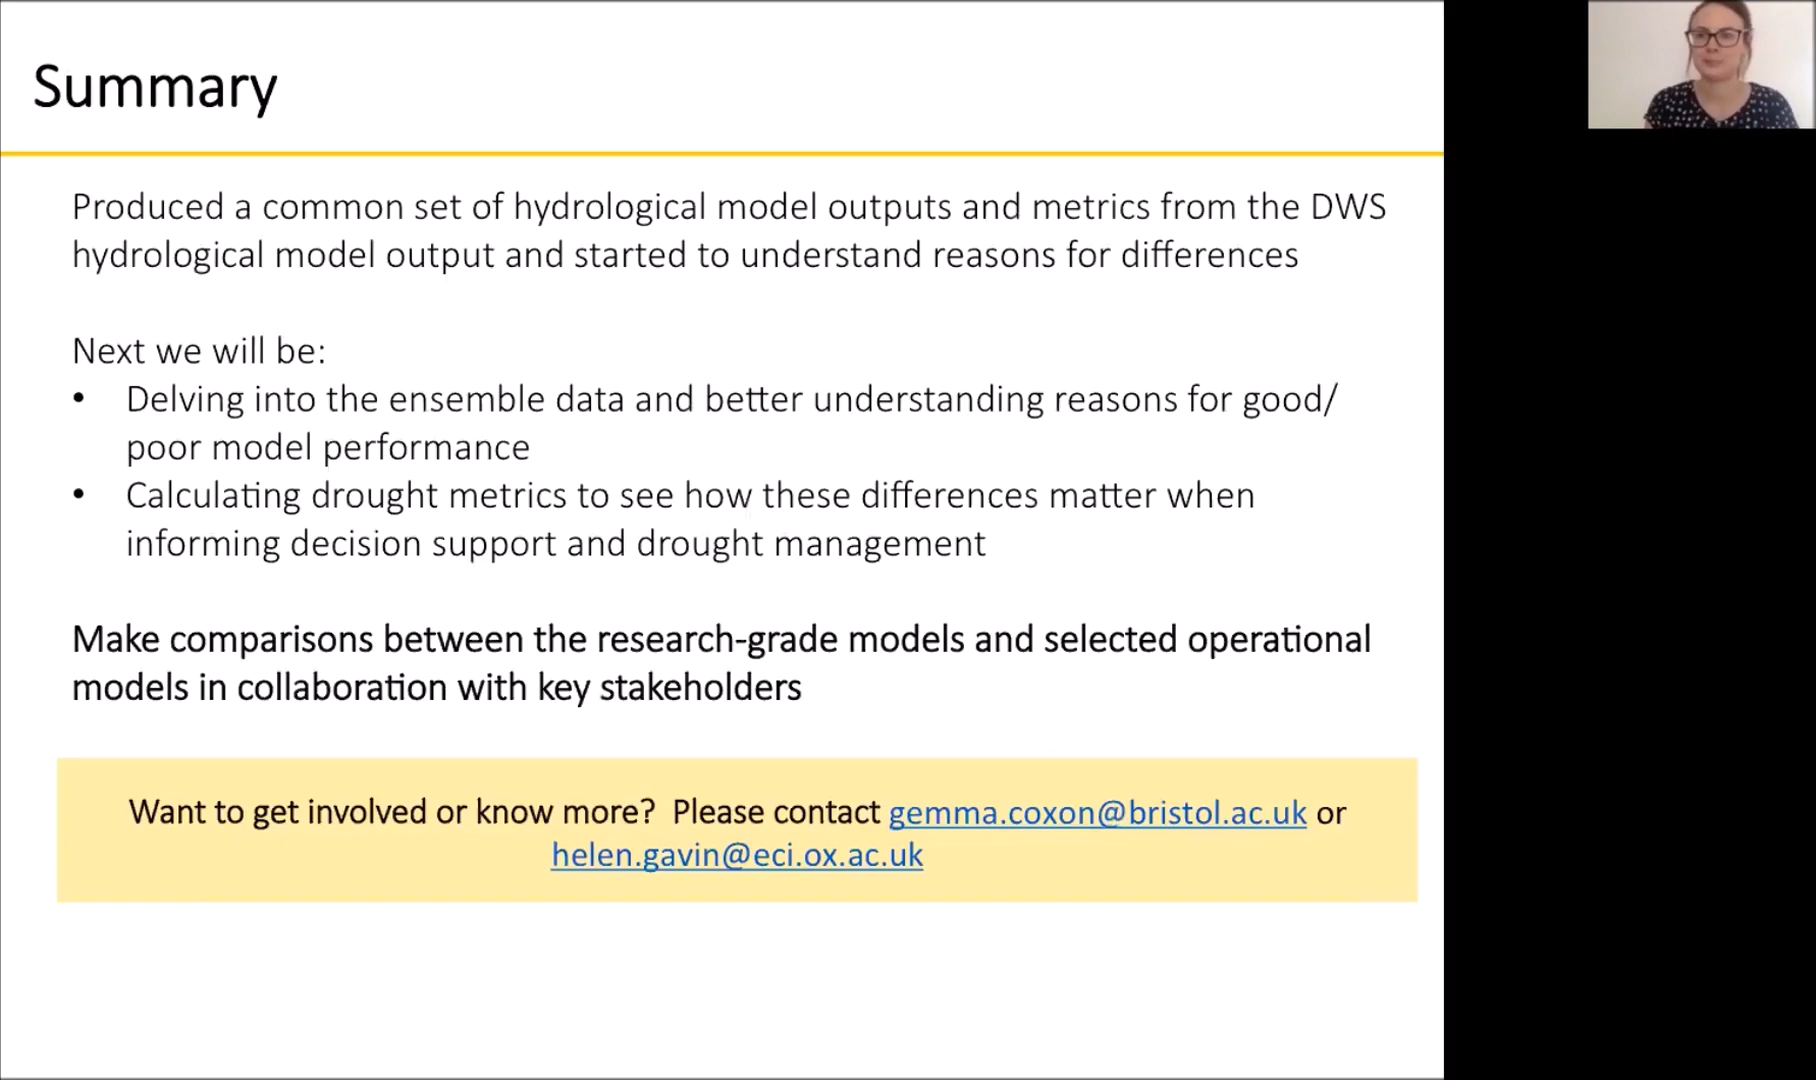 Summary
Produced a common set of hydrological model outputs and metrics from the DWS
hydrological model output and started to understand reasons for differences
Next we will be:
• Delving into the ensemble data and better understanding reasons for good/
poor model performance
• Calculating drought metrics to see how these differences matter when
informing decision support and drought management
Make comparisons between the research-grade models and selected operational
models in collaboration with key stakeholders
Want to get involved or know more?  Please contact gemma.coxon@bristol.ac.uk or
helen.gavin@eci.ox.ac.uk